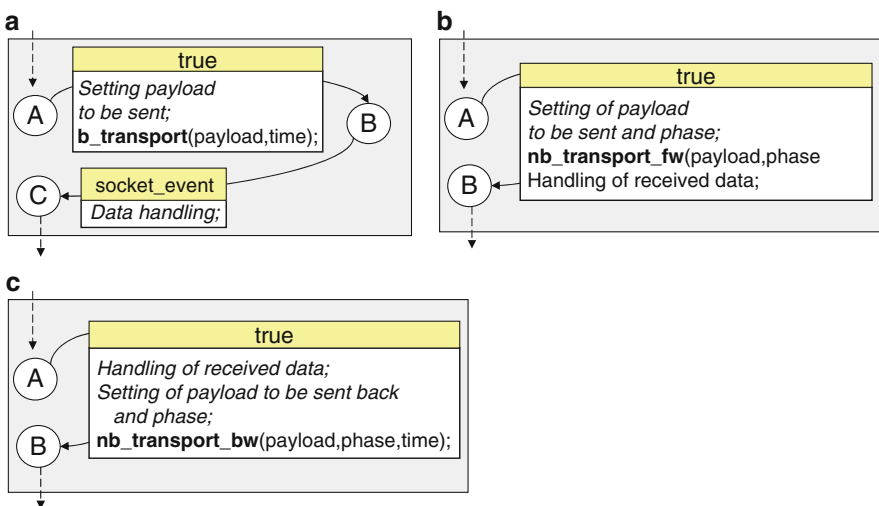 a
true
A
Setting payload
to be sent;
b_transport(payload,time);
B
socket_event
C
Data handling;
b
true
A
Setting of payload
to be sent and phase;
nb_transport_fw(payload,phase
B
Handling of received data;
c
true
A
Handling of received data;
Setting of payload to be sent back
and phase;
B
nb_transport_bw(payload,phase,time);